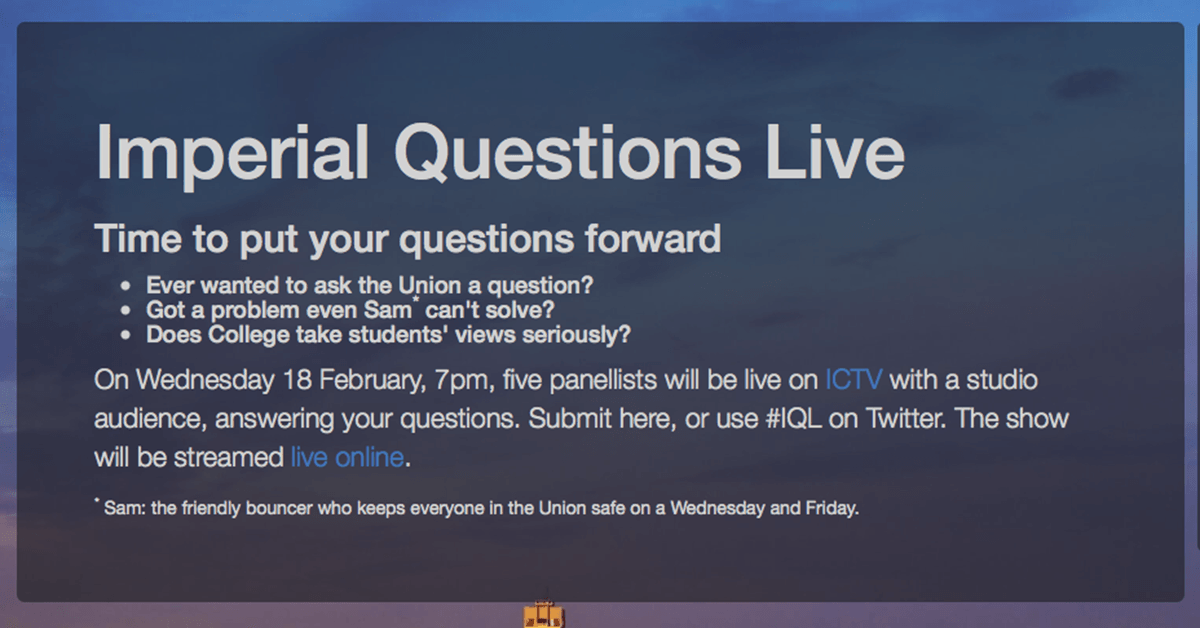 Imperial Questions Live
Time to put your questions forward
• Ever wanted to ask the Union a question?
• Got a problem even Sam* can't solve?
• Does College take students' views seriously?
On Wednesday 18 February, 7pm, five panellists will be live on ICTV with a studio
audience, answering your questions. Submit here, or use #IQL on Twitter. The show
will be streamed live online.
* Sam: the friendly bouncer who keeps everyone in the Union safe on a Wednesday and Friday.